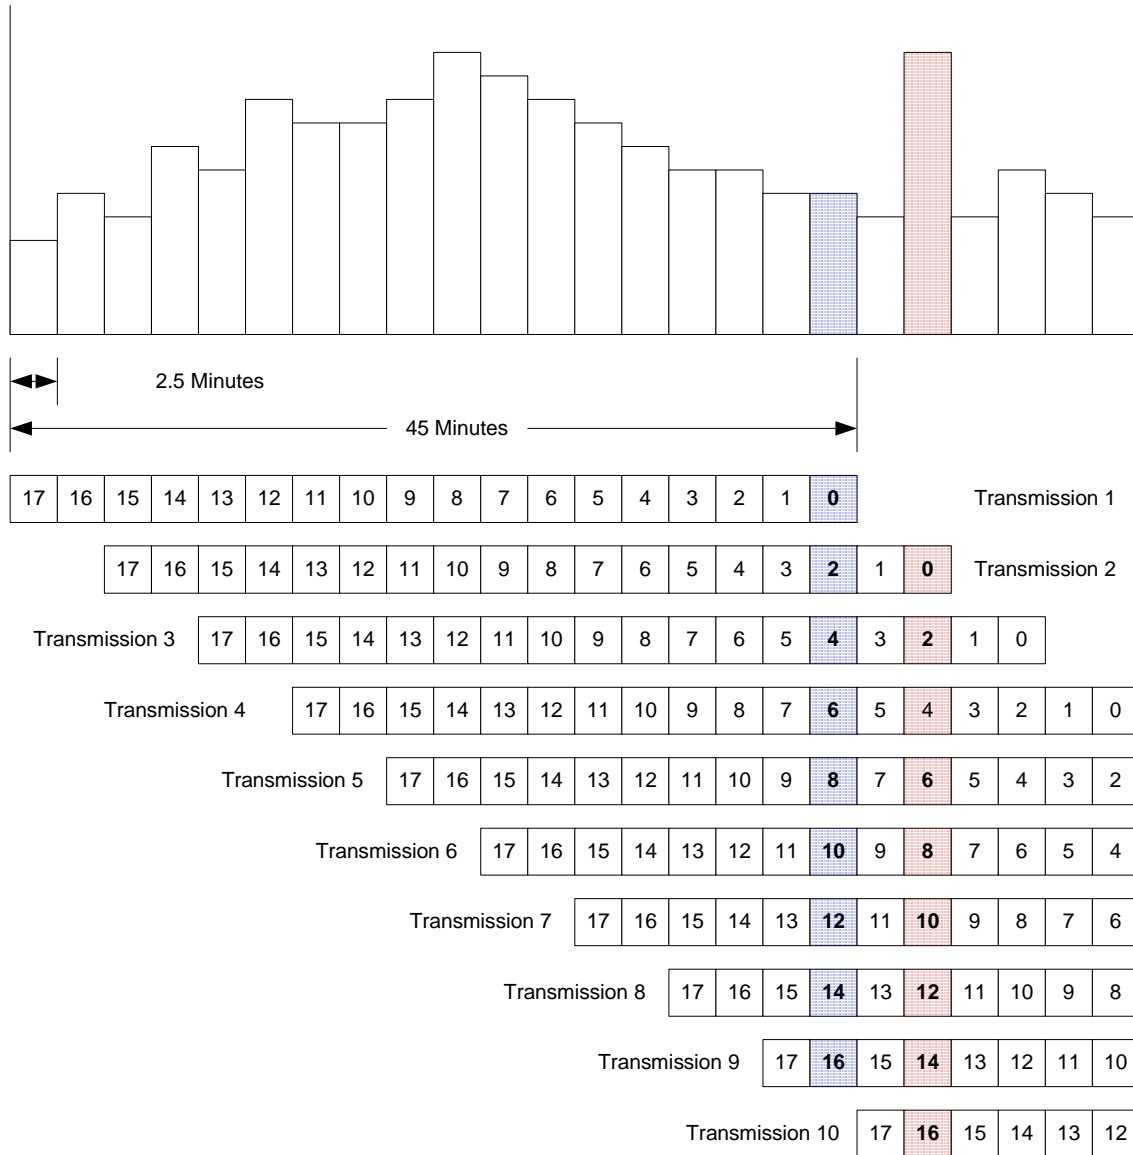 2.5 Minutes
45 Minutes
17 16 15 14 13 12 11 10 9 8 7 6 5 4 3 2 1 0 Transmission 1
17 16 15 14 13 12 11 10 9 8 7 6 5 4 3 2 1 0 Transmission 2
Transmission 3 17 16 15 14 13 12 11 10 9 8 7 6 5 4 3 2 1 0
Transmission 4 17 16 15 14 13 12 11 10 9 8 7 6 5 4 3 2 1 0
Transmission 5 17 16 15 14 13 12 11 10 9 8 7 6 5 4 3 2
Transmission 6 17 16 15 14 13 12 11 10 9 8 7 6 5 4
Transmission 7 17 16 15 14 13 12 11 10 9 8 7 6
Transmission 8 17 16 15 14 13 12 11 10 9 8
Transmission 9 17 16 15 14 13 12 11 10
Transmission 10 17 16 15 14 13 12